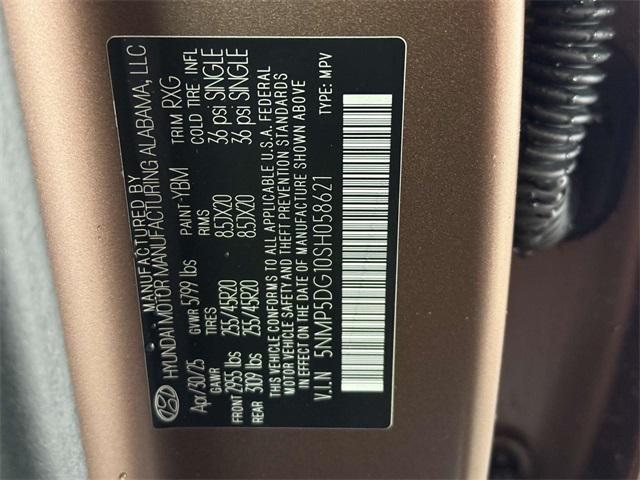 MANUFACTURED BY
HYUNDAI MOTOR MANUFACTURING ALABAMA, LLC
Apr/30/25 GVWR 5799 lbs PAINT-YBM TRIM RXG
GAWR TIRES RIMS COLD TIRE INFL
FRONT 2955 lbs 255/45R20 8.5JX20 36 psi SINGLE
REAR 3109 lbs 255/45R20 8.5JX20 36 psi SINGLE
THIS VEHICLE CONFORMS TO ALL APPLICABLE U.S.A. FEDERAL
MOTOR VEHICLE SAFETY AND THEFT PREVENTION STANDARDS
IN EFFECT ON THE DATE OF MANUFACTURE SHOWN ABOVE
V.I.N 5NMP5DG10SH058621 TYPE: MPV